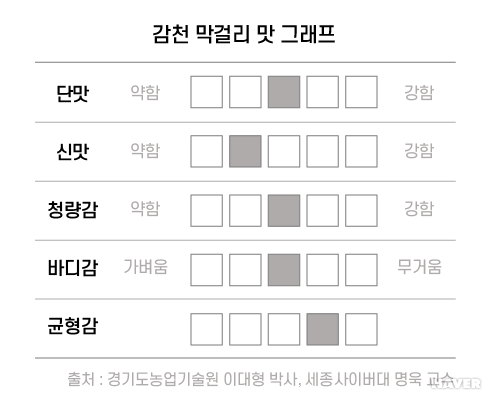 감천 막걸리 맛 그래프
단맛 약함 강함
신맛 약함 강함
청량감 약함 강함
바디감 가벼움 무거움
균형감
출처 : 경기도농업기술원 이대형 박사, 세종사이버대 명욱 교수
NAVER